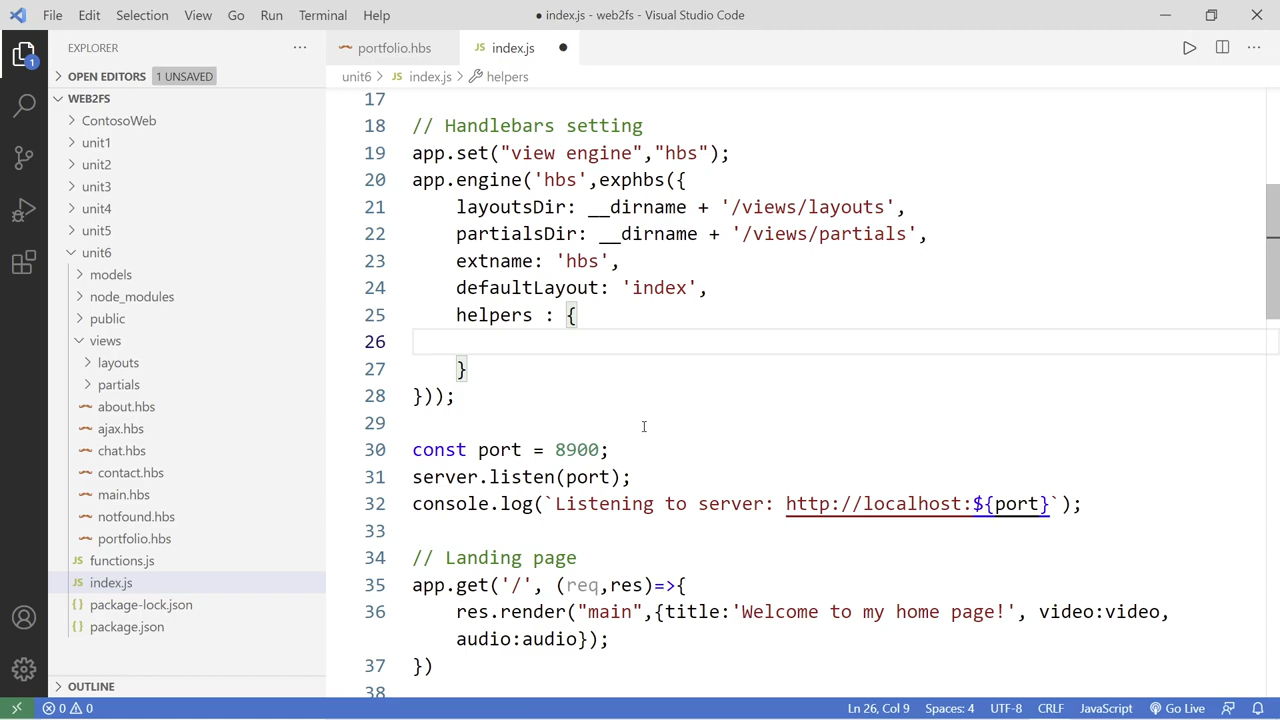 File Edit Selection View Go Run Terminal Help ● index.js - web2fs - Visual Studio Code
EXPLORER ···
portfolio.hbs
JS index.js ●
OPEN EDITORS 1 UNSAVED
unit6 > JS index.js > helpers
WEB2FS
ContosoWeb
unit1
unit2
unit3
unit4
unit5
unit6
models
node_modules
public
views
layouts
partials
about.hbs
ajax.hbs
chat.hbs
contact.hbs
main.hbs
notfound.hbs
portfolio.hbs
JS functions.js
JS index.js
{} package-lock.json
{} package.json
OUTLINE
1
17
18 // Handlebars setting
19 app.set("view engine","hbs");
20 app.engine('hbs',exphbs({
21 layoutsDir: __dirname + '/views/layouts',
22 partialsDir: __dirname + '/views/partials',
23 extname: 'hbs',
24 defaultLayout: 'index',
25 helpers : {
26
27 }
28 }));
29
30 const port = 8900;
31 server.listen(port);
32 console.log(`Listening to server: http://localhost:${port}`);
33
34 // Landing page
35 app.get('/', (req,res)=>{
36 res.render("main",{title:'Welcome to my home page!', video:video,
audio:audio});
37 })
38
0 0 Ln 26, Col 9 Spaces: 4 UTF-8 CRLF JavaScript Go Live